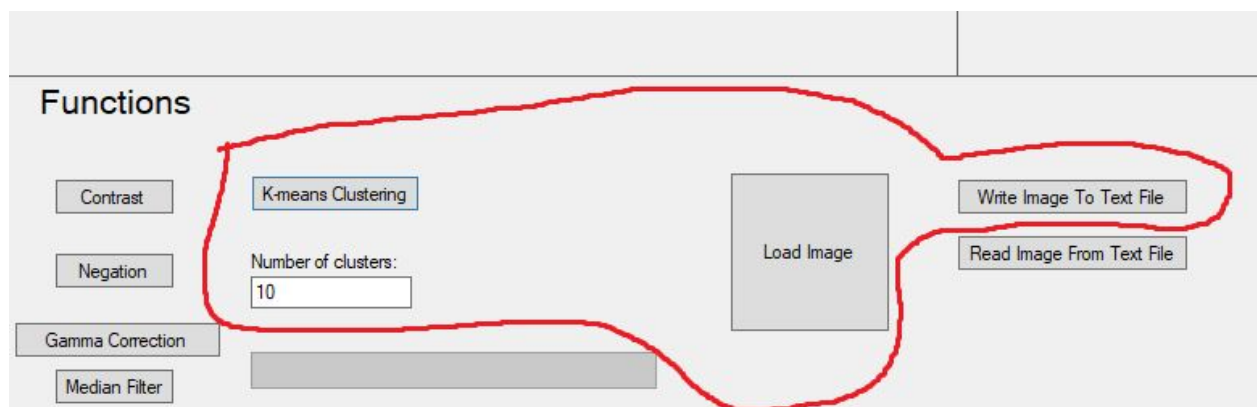 Functions
Contrast
K-means Clustering
Load Image
Write Image To Text File
Negation
Number of clusters:
10
Read Image From Text File
Gamma Correction
Median Filter